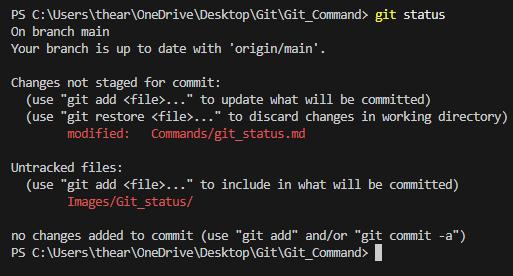 PS C:\Users\thear\OneDrive\Desktop\Git\Git_Command> git status
On branch main
Your branch is up to date with 'origin/main'.

Changes not staged for commit:
  (use "git add <file>..." to update what will be committed)
  (use "git restore <file>..." to discard changes in working directory)
        modified:   Commands/git_status.md

Untracked files:
  (use "git add <file>..." to include in what will be committed)
        Images/Git_status/

no changes added to commit (use "git add" and/or "git commit -a")
PS C:\Users\thear\OneDrive\Desktop\Git\Git_Command>